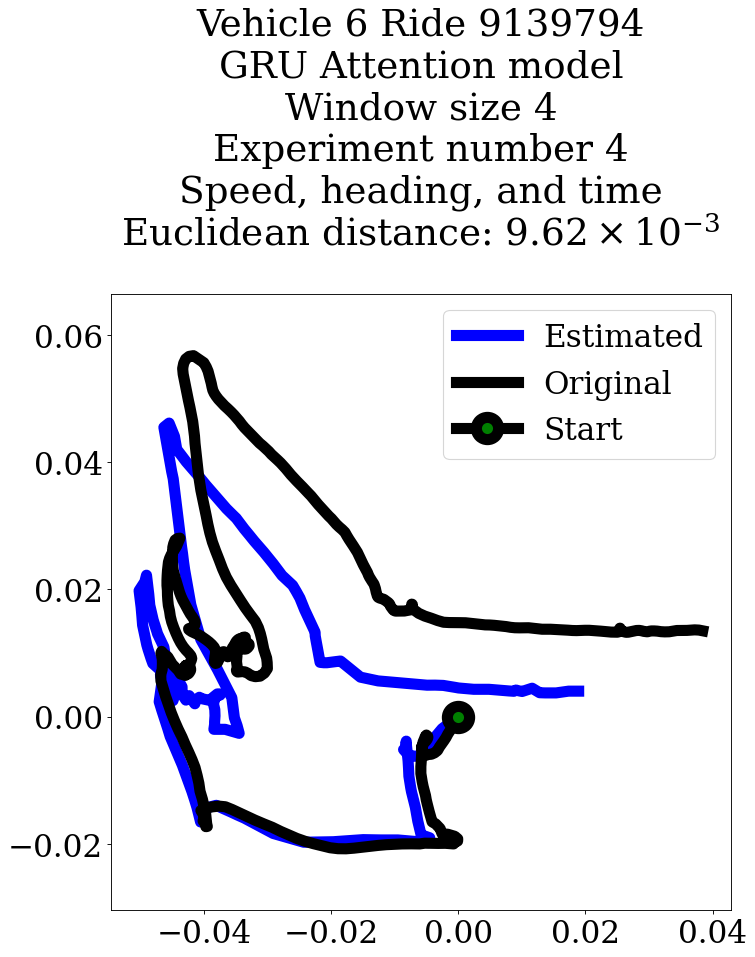 Vehicle 6 Ride 9139794
GRU Attention model
Window size 4
Experiment number 4
Speed, heading, and time
Euclidean distance: 9.62 × 10⁻³
Estimated
Original
Start
0.06
0.04
0.02
0.00
−0.02
−0.04 −0.02 0.00 0.02 0.04